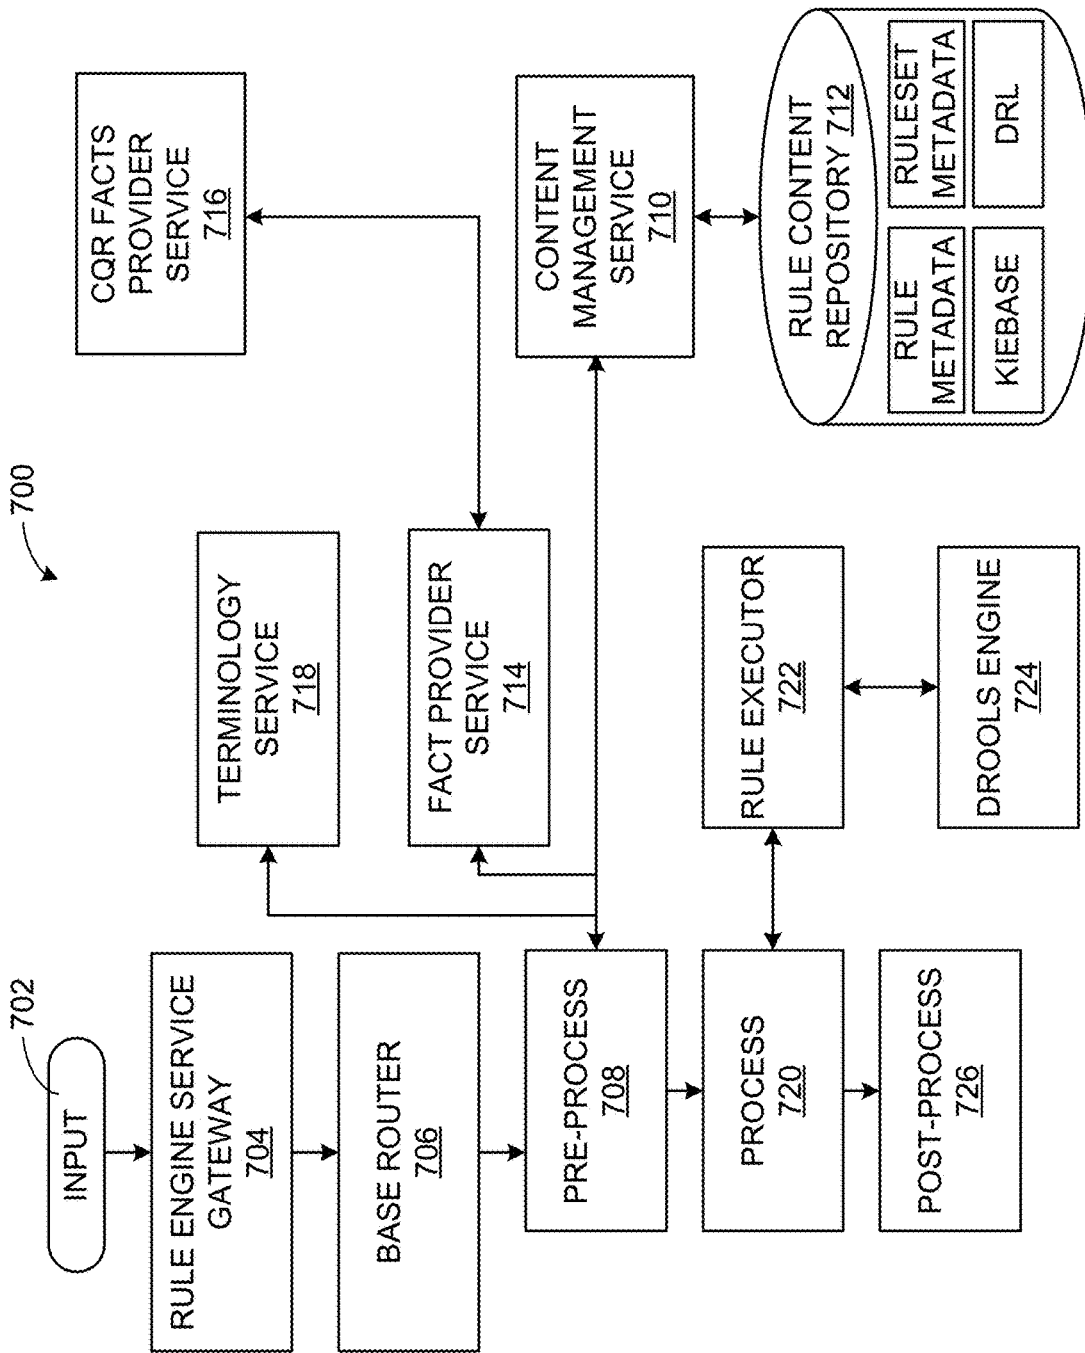 700
702
INPUT
RULE ENGINE SERVICE
GATEWAY
704
BASE ROUTER
706
PRE-PROCESS
708
PROCESS
720
POST-PROCESS
726
TERMINOLOGY
SERVICE
718
FACT PROVIDER
SERVICE
714
RULE EXECUTOR
722
DROOLS ENGINE
724
CQR FACTS
PROVIDER
SERVICE
716
CONTENT
MANAGEMENT
SERVICE
710
RULE CONTENT
REPOSITORY 712
RULE
METADATA
RULESET
METADATA
KIEBASE
DRL